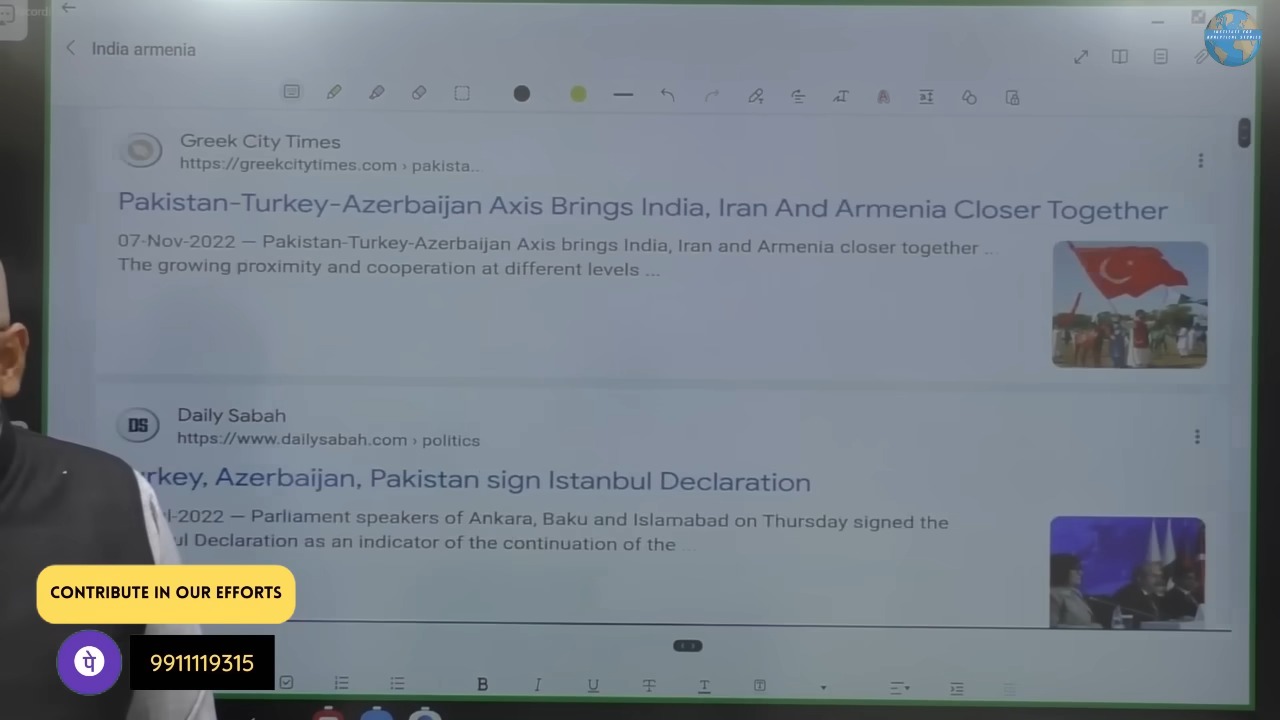 India armenia
INSTITUTE FOR
ANALYTICAL STUDIES
Greek City Times
https://greekcitytimes.com › pakista..
Pakistan-Turkey-Azerbaijan Axis Brings India, Iran And Armenia Closer Together
07-Nov-2022 — Pakistan-Turkey-Azerbaijan Axis brings India, Iran and Armenia closer together ...
The growing proximity and cooperation at different levels ...
DS
Daily Sabah
https://www.dailysabah.com › politics
rkey, Azerbaijan, Pakistan sign Istanbul Declaration
l-2022 — Parliament speakers of Ankara, Baku and Islamabad on Thursday signed the
ul Declaration as an indicator of the continuation of the ...
CONTRIBUTE IN OUR EFFORTS
पे
9911119315
B I U T T T